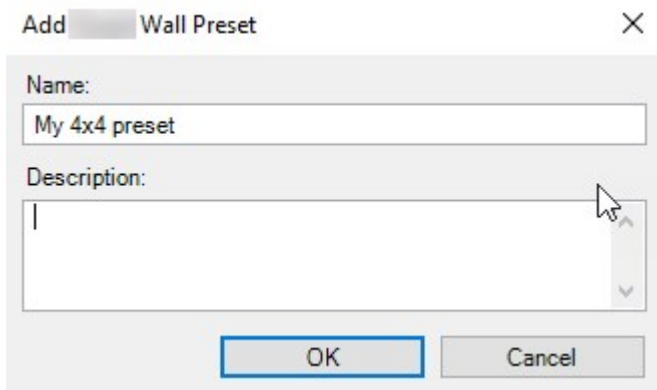 Add Wall Preset
Name:
My 4x4 preset
Description:
OK
Cancel